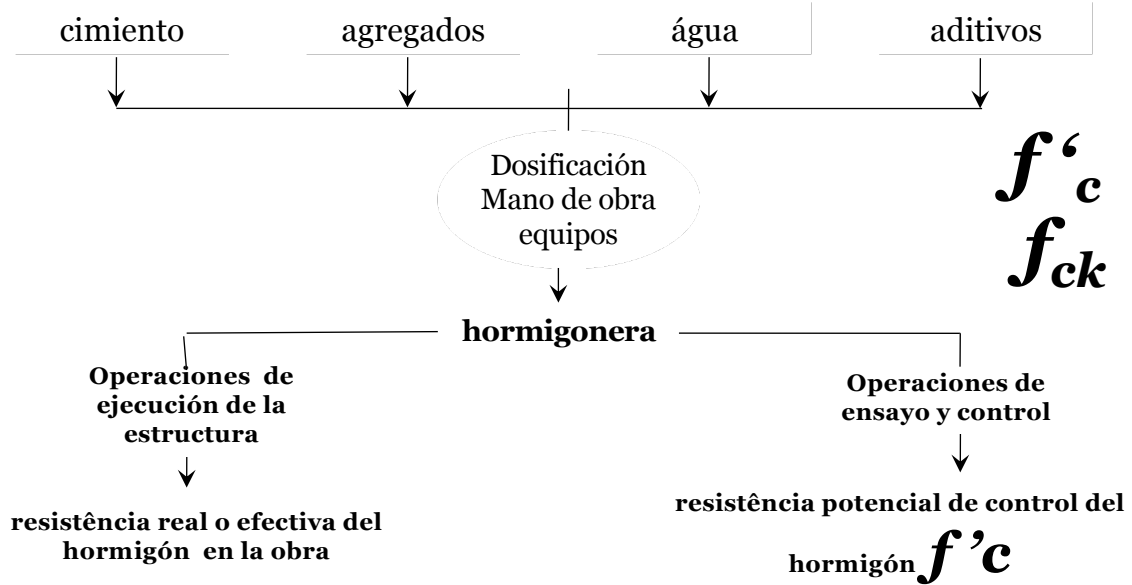 cimiento
agregados
água
aditivos
f ‘c
fck
Dosificación
Mano de obra
equipos
hormigonera
Operaciones de
ejecución de la
estructura
resistência real o efectiva del
hormigón en la obra
Operaciones de
ensayo y control
resistência potencial de control del
hormigón f ’c